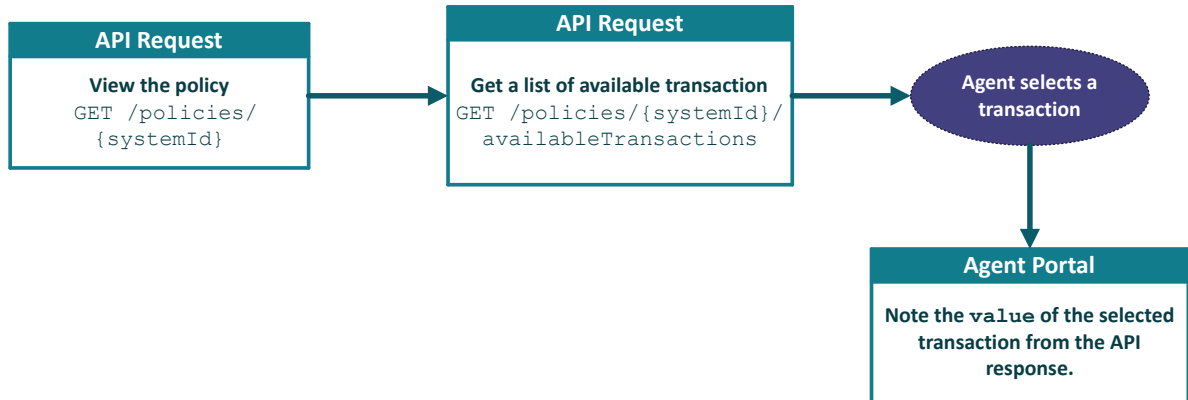 API Request
View the policy
GET /policies/
{systemId}
API Request
Get a list of available transaction
GET /policies/{systemId}/
availableTransactions
Agent selects a
transaction
Agent Portal
Note the value of the selected
transaction from the API
response.